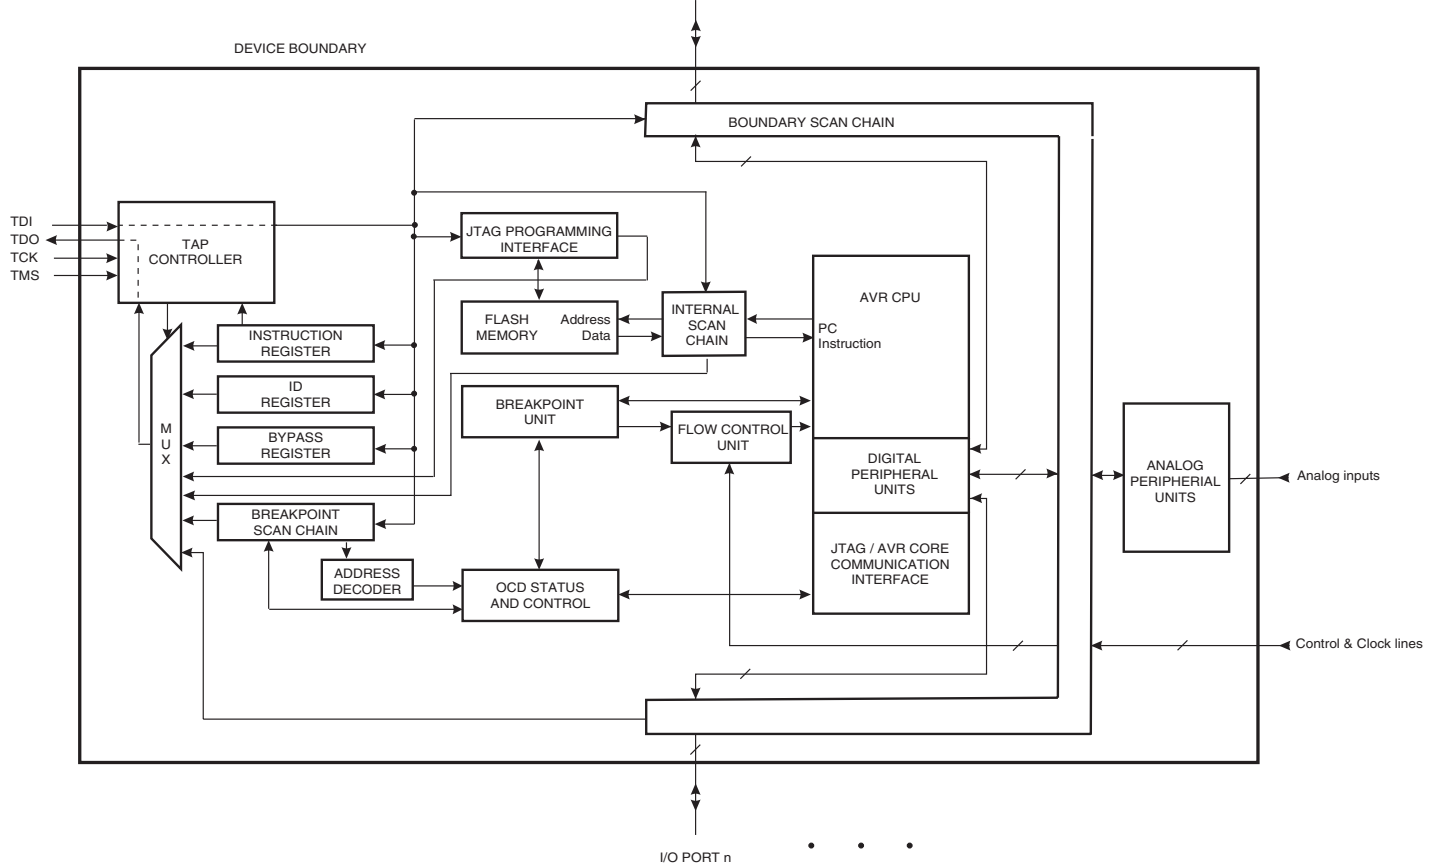 DEVICE BOUNDARY
BOUNDARY SCAN CHAIN
TDI
TDO
TCK
TMS
TAP
CONTROLLER
JTAG PROGRAMMING
INTERFACE
FLASH
MEMORY
Address
Data
INTERNAL
SCAN
CHAIN
AVR CPU
PC
Instruction
INSTRUCTION
REGISTER
ID
REGISTER
BYPASS
REGISTER
M
U
X
BREAKPOINT
UNIT
FLOW CONTROL
UNIT
DIGITAL
PERIPHERAL
UNITS
ANALOG
PERIPHERIAL
UNITS
Analog inputs
BREAKPOINT
SCAN CHAIN
ADDRESS
DECODER
OCD STATUS
AND CONTROL
JTAG / AVR CORE
COMMUNICATION
INTERFACE
Control & Clock lines
I/O PORT n